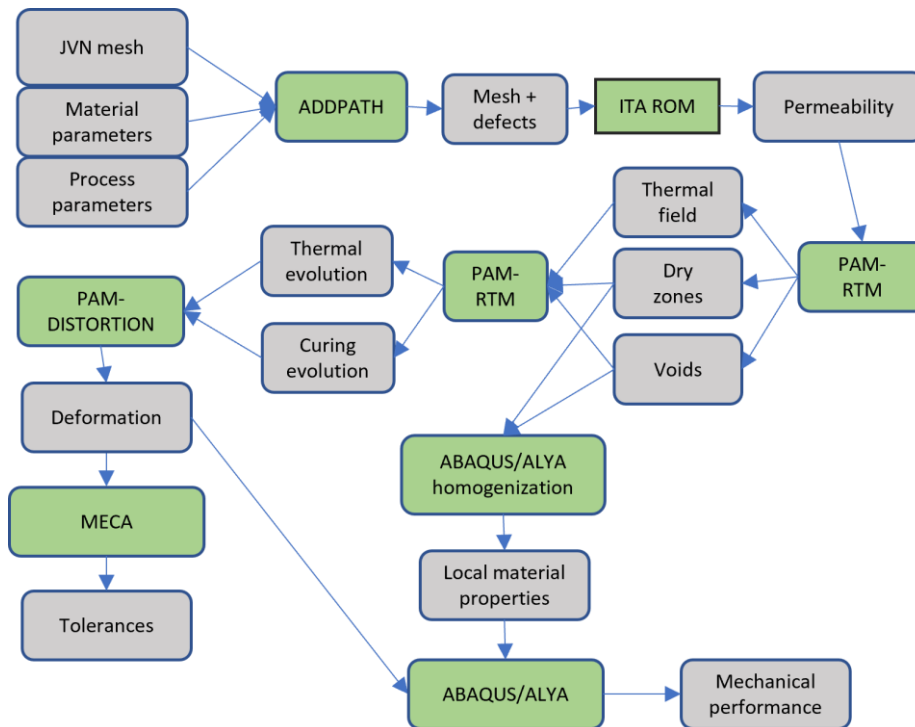 JVN mesh
Material
parameters
Process
parameters
ADDPATH
Mesh +
defects
ITA ROM
Permeability
Thermal
field
Dry
zones
Voids
PAM-
RTM
PAM-
RTM
Thermal
evolution
Curing
evolution
PAM-
DISTORTION
Deformation
MECA
Tolerances
ABAQUS/ALYA
homogenization
Local material
properties
ABAQUS/ALYA
Mechanical
performance